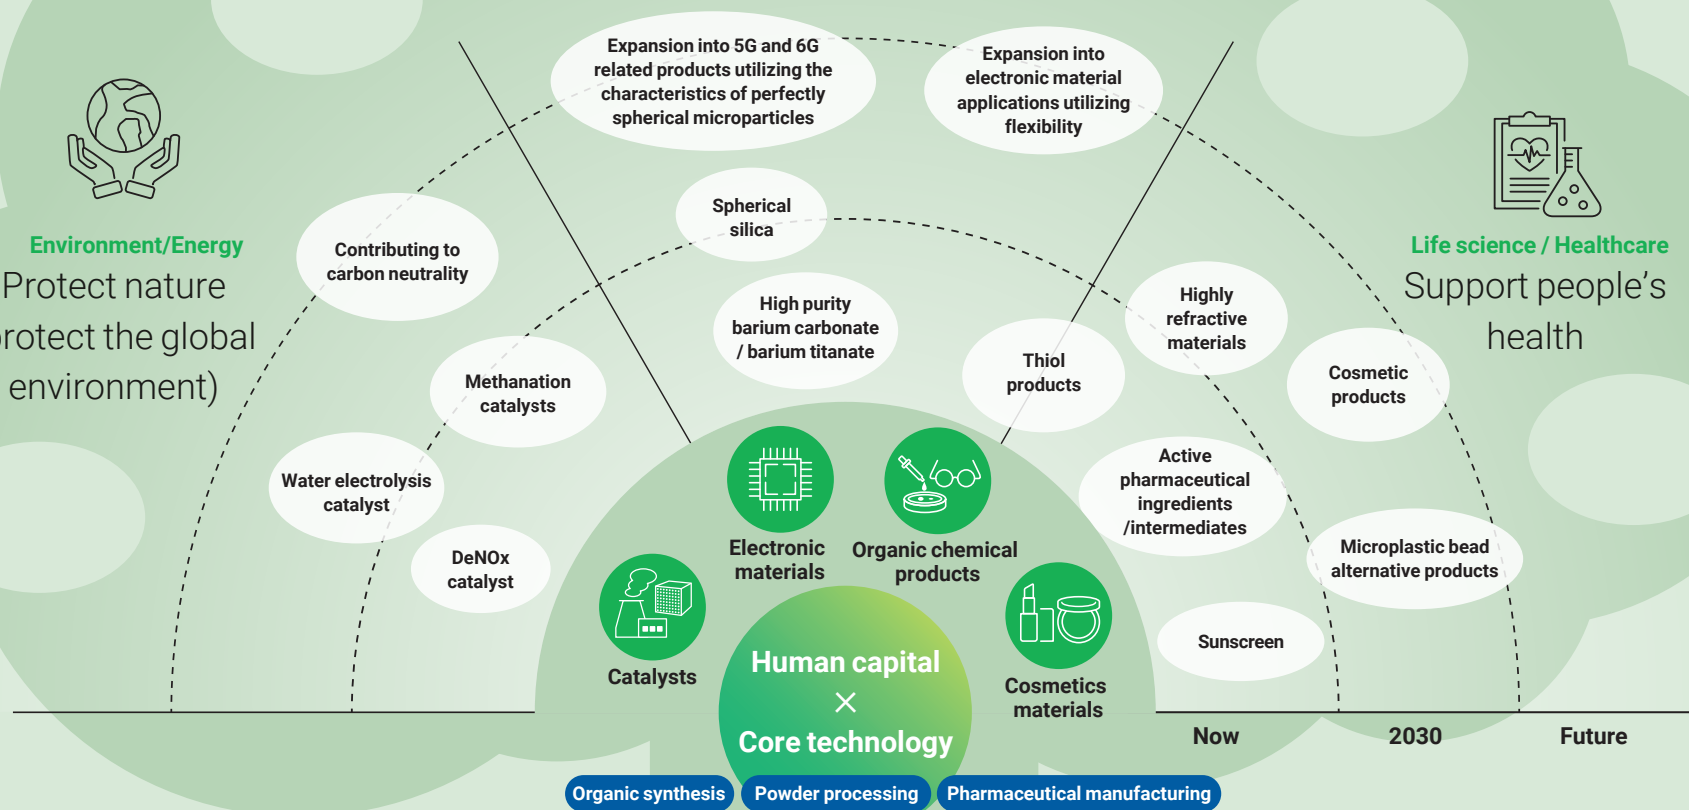 Expansion into 5G and 6G
related products utilizing the
characteristics of perfectly
spherical microparticles
Expansion into
electronic material
applications utilizing
flexibility
Environment/Energy
Protect nature
protect the global
environment)
Contributing to
carbon neutrality
Spherical
silica
Life science / Healthcare
Support people's
health
High purity
barium carbonate
/ barium titanate
Highly
refractive
materials
Methanation
catalysts
Thiol
products
Cosmetic
products
Water electrolysis
catalyst
Active
pharmaceutical
ingredients
/intermediates
DeNOx
catalyst
Electronic
materials
Organic chemical
products
Microplastic bead
alternative products
Catalysts
Cosmetics
materials
Sunscreen
Human capital
×
Core technology
Now
2030
Future
Organic synthesis
Powder processing
Pharmaceutical manufacturing